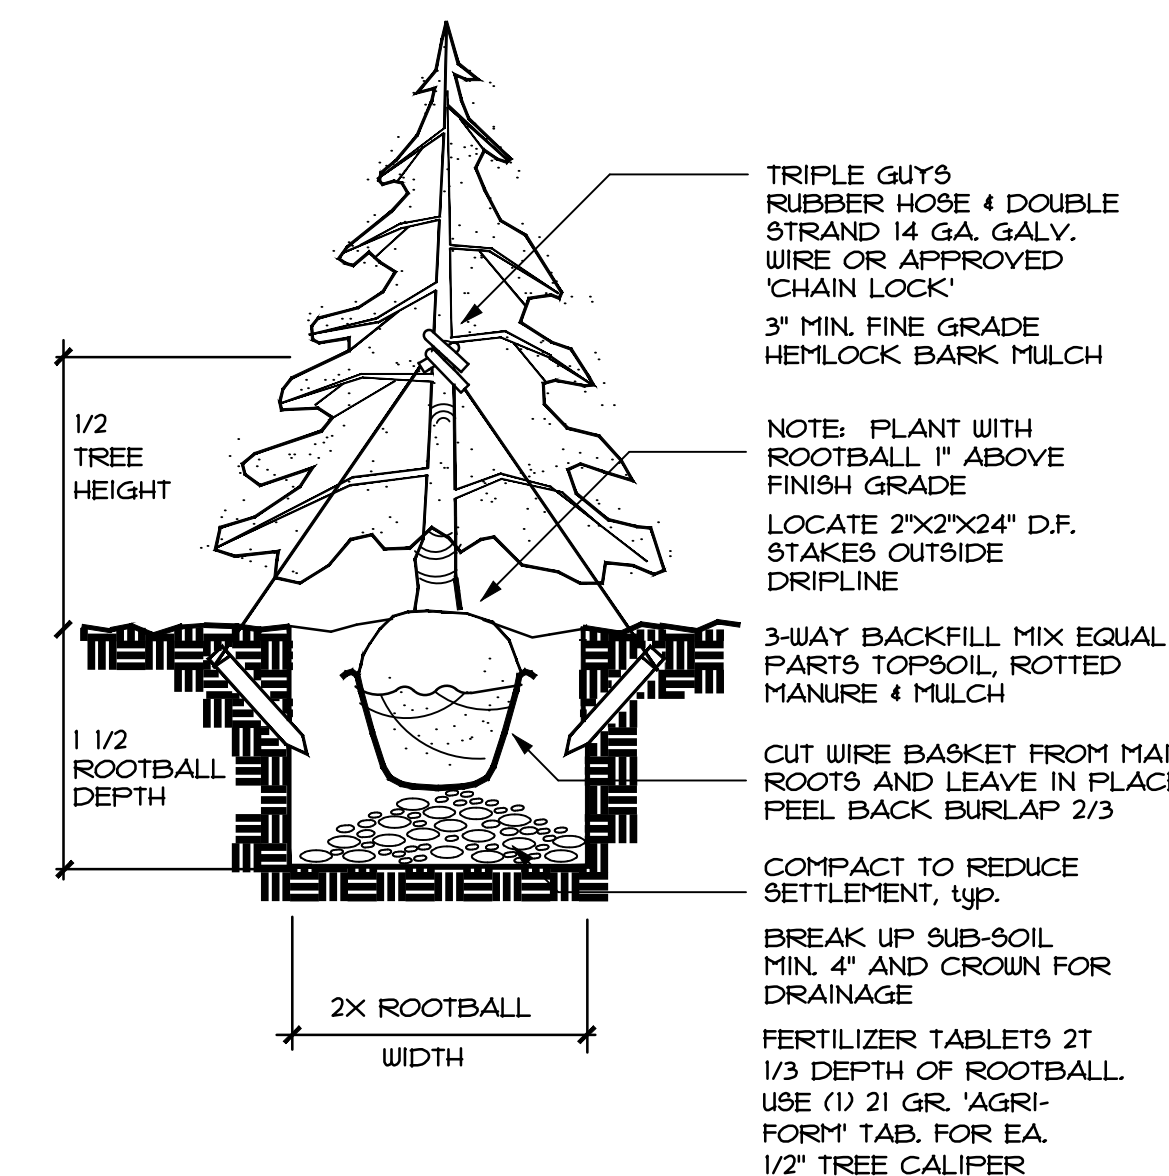 TRIPLE GUYS
RUBBER HOSE & DOUBLE
STRAND 14 GA. GALV.
WIRE OR APPROVED
'CHAIN LOCK'
3" MIN. FINE GRADE
HEMLOCK BARK MULCH
NOTE: PLANT WITH
ROOTBALL 1" ABOVE
FINISH GRADE
LOCATE 2"X2"X24" D.F.
STAKES OUTSIDE
DRIPLINE
3-WAY BACKFILL MIX EQUAL
PARTS TOPSOIL, ROTTED
MANURE & MULCH
CUT WIRE BASKET FROM
ROOTS AND LEAVE IN
PEEL BACK BURLAP 2/3
COMPACT TO REDUCE
SETTLEMENT, typ.
BREAK UP SUB-SOIL
MIN. 4" AND CROWN FOR
DRAINAGE
FERTILIZER TABLETS 2T
1/3 DEPTH OF ROOTBALL.
USE (1) 21 GR. 'AGRI-
FORM' TAB. FOR EA.
1/2" TREE CALIPER
1/2
TREE
HEIGHT
1 1/2
ROOTBALL
DEPTH
2X ROOTBALL
WIDTH